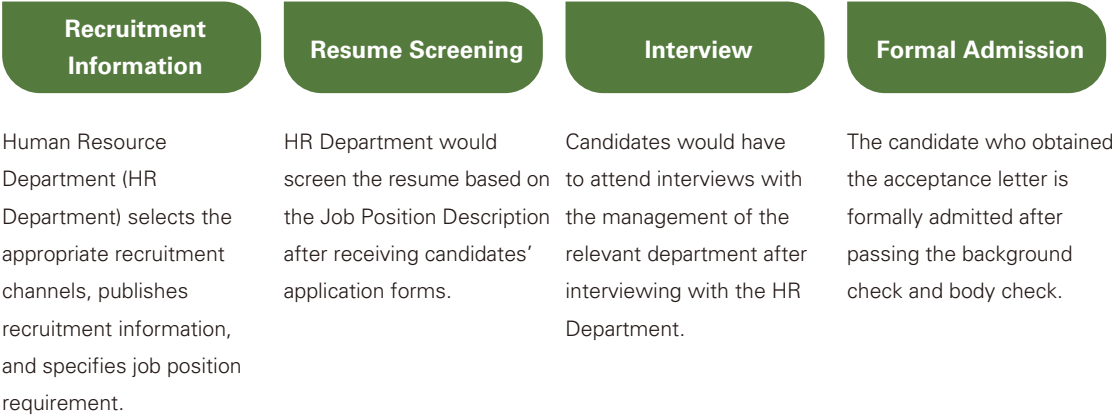 Recruitment
Information
Human Resource
Department (HR
Department) selects the
appropriate recruitment
channels, publishes
recruitment information,
and specifies job position
requirement.
Resume Screening
HR Department would
screen the resume based on
the Job Position Description
after receiving candidates’
application forms.
Interview
Candidates would have
to attend interviews with
the management of the
relevant department after
interviewing with the HR
Department.
Formal Admission
The candidate who obtained
the acceptance letter is
formally admitted after
passing the background
check and body check.